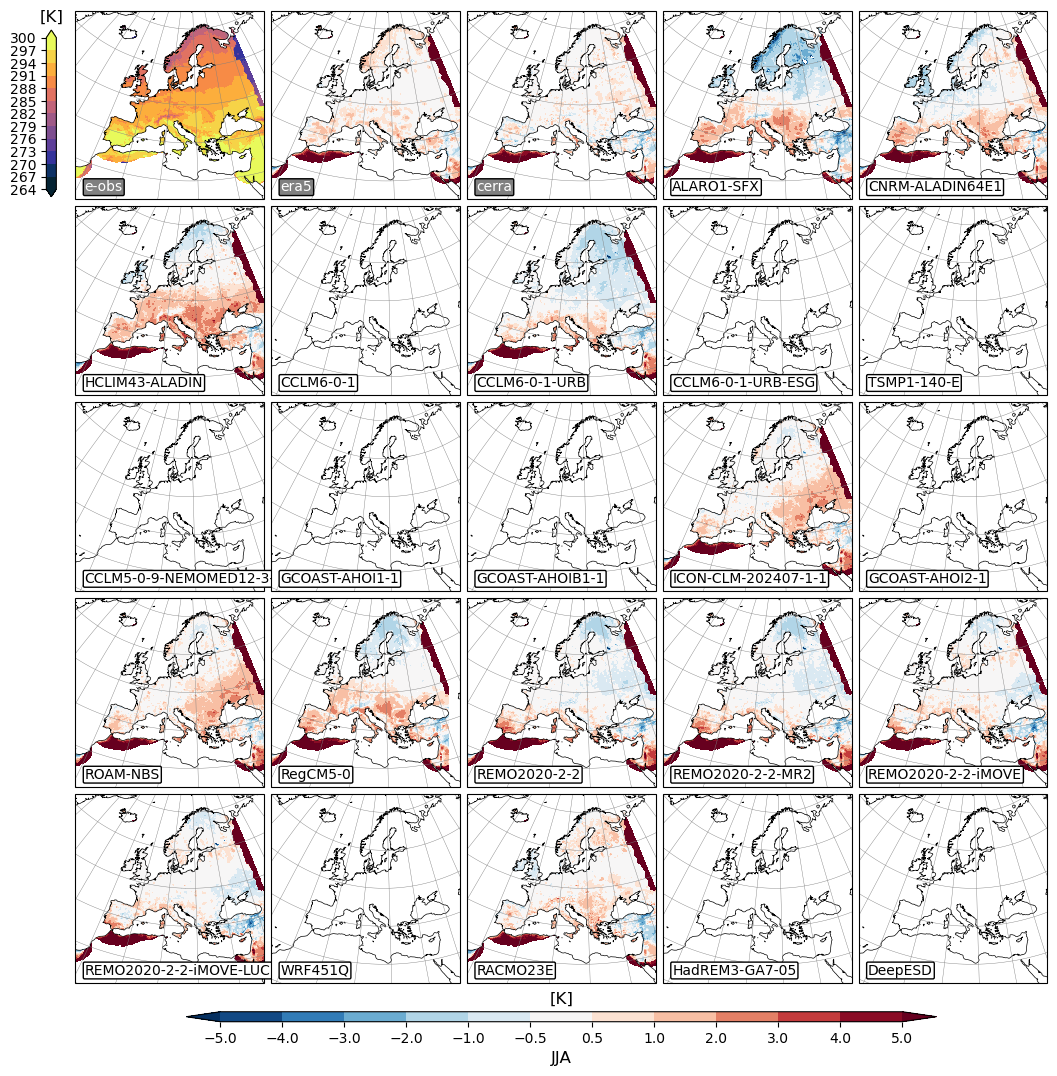 [K]
300
297
294
291
288
285
282
279
276
273
270
267
264
e-obs
era5
cerra
ALARO1-SFX
CNRM-ALADIN64E1
HCLIM43-ALADIN
CCLM6-0-1
CCLM6-0-1-URB
CCLM6-0-1-URB-ESG
TSMP1-140-E
CCLM5-0-9-NEMOMED12-3-
GCOAST-AHOI1-1
GCOAST-AHOIB1-1
ICON-CLM-202407-1-1
GCOAST-AHOI2-1
ROAM-NBS
RegCM5-0
REMO2020-2-2
REMO2020-2-2-MR2
REMO2020-2-2-iMOVE
REMO2020-2-2-iMOVE-LUC
WRF451Q
RACMO23E
HadREM3-GA7-05
DeepESD
[K]
−5.0 −4.0 −3.0 −2.0 −1.0 −0.5 0.5 1.0 2.0 3.0 4.0 5.0
JJA